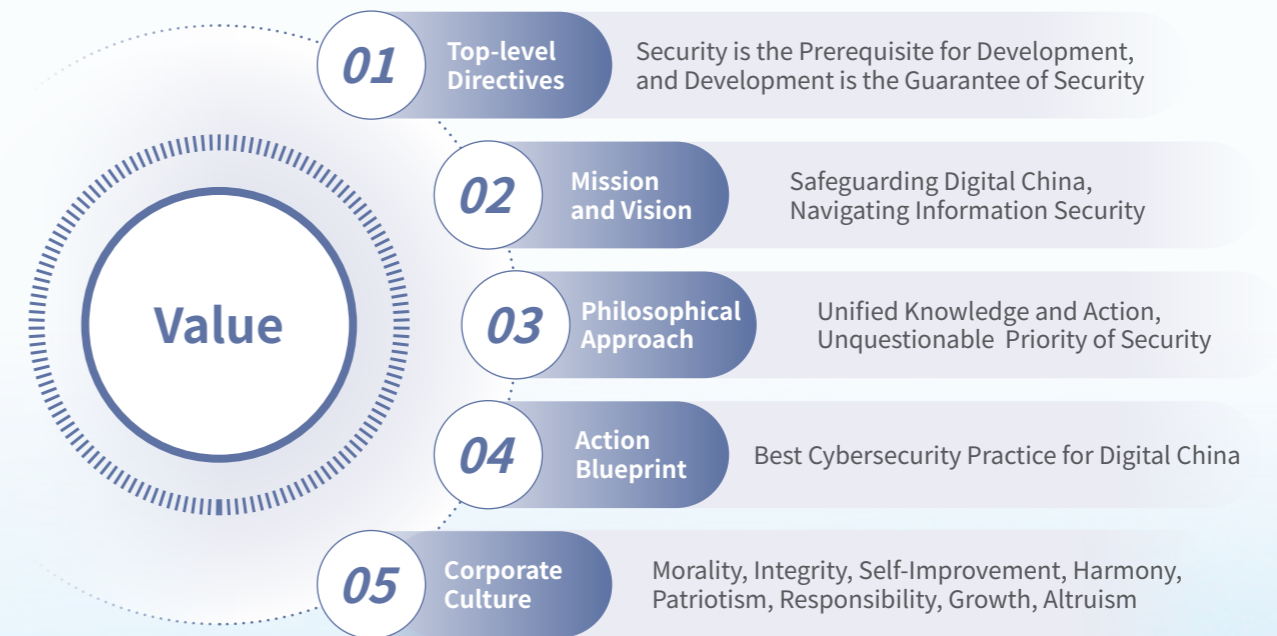 Value
01
Top-level
Directives
Security is the Prerequisite for Development,
and Development is the Guarantee of Security
02
Mission
and Vision
Safeguarding Digital China,
Navigating Information Security
03
Philosophical
Approach
Unified Knowledge and Action,
Unquestionable Priority of Security
04
Action
Blueprint
Best Cybersecurity Practice for Digital China
05
Corporate
Culture
Morality, Integrity, Self-Improvement, Harmony,
Patriotism, Responsibility, Growth, Altruism